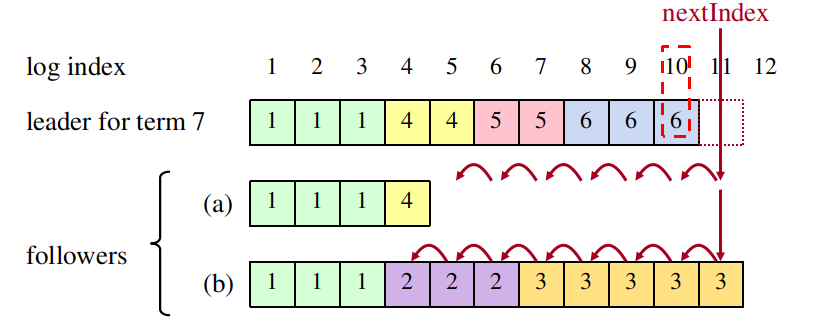 nextIndex
log index 1 2 3 4 5 6 7 8 9 10 11 12
leader for term 7 1 1 1 4 4 5 5 6 6 6
(a) 1 1 1 4
followers
(b) 1 1 1 2 2 2 3 3 3 3 3